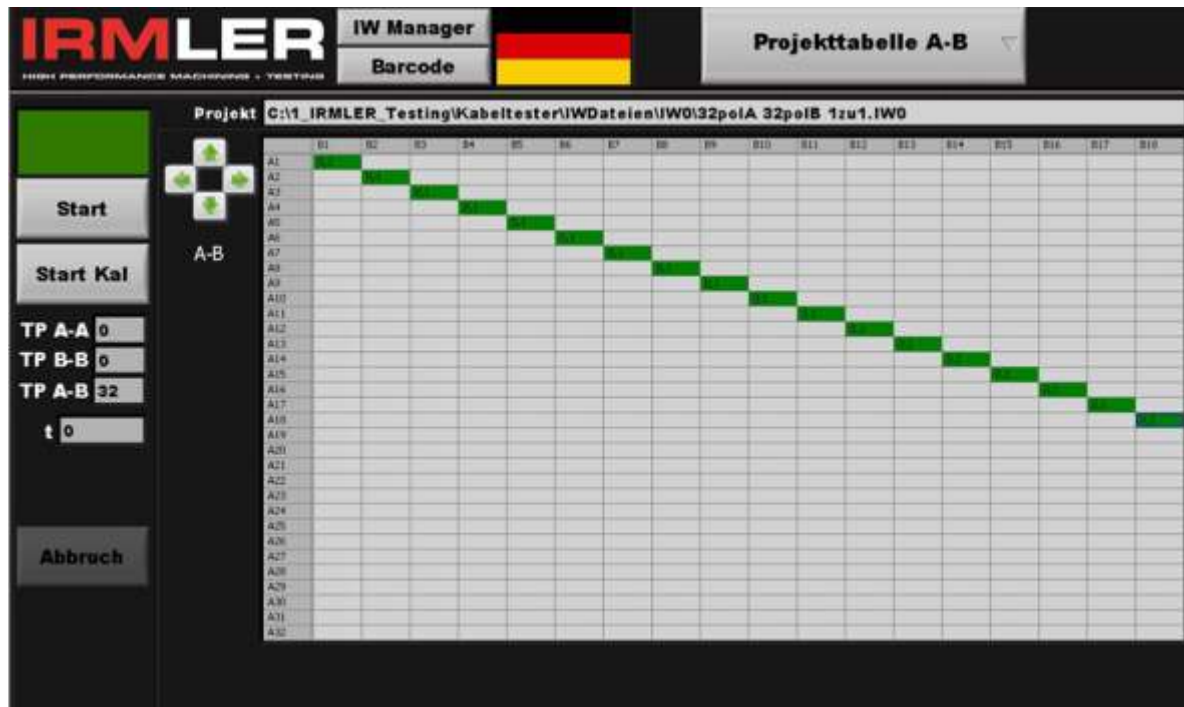 IRMLER
HIGH PERFORMANCE MACHINING + TESTING
IW Manager
Barcode
Projekttabelle A-B
Projekt C:\1_IRMLER_Testing\Kabeltester\IWDateien\IW0\32polA 32polB 1zu1.IW0
Start
Start Kal
TP A-A 0
TP B-B 0
TP A-B 32
t 0
Abbruch
A-B
B1 B2 B3 B4 B5 B6 B7 B8 B9 B10 B11 B12 B13 B14 B15 B16 B17 B18
A1
A2
A3
A4
A5
A6
A7
A8
A9
A10
A11
A12
A13
A14
A15
A16
A17
A18
A19
A20
A21
A22
A23
A24
A25
A26
A27
A28
A29
A30
A31
A32